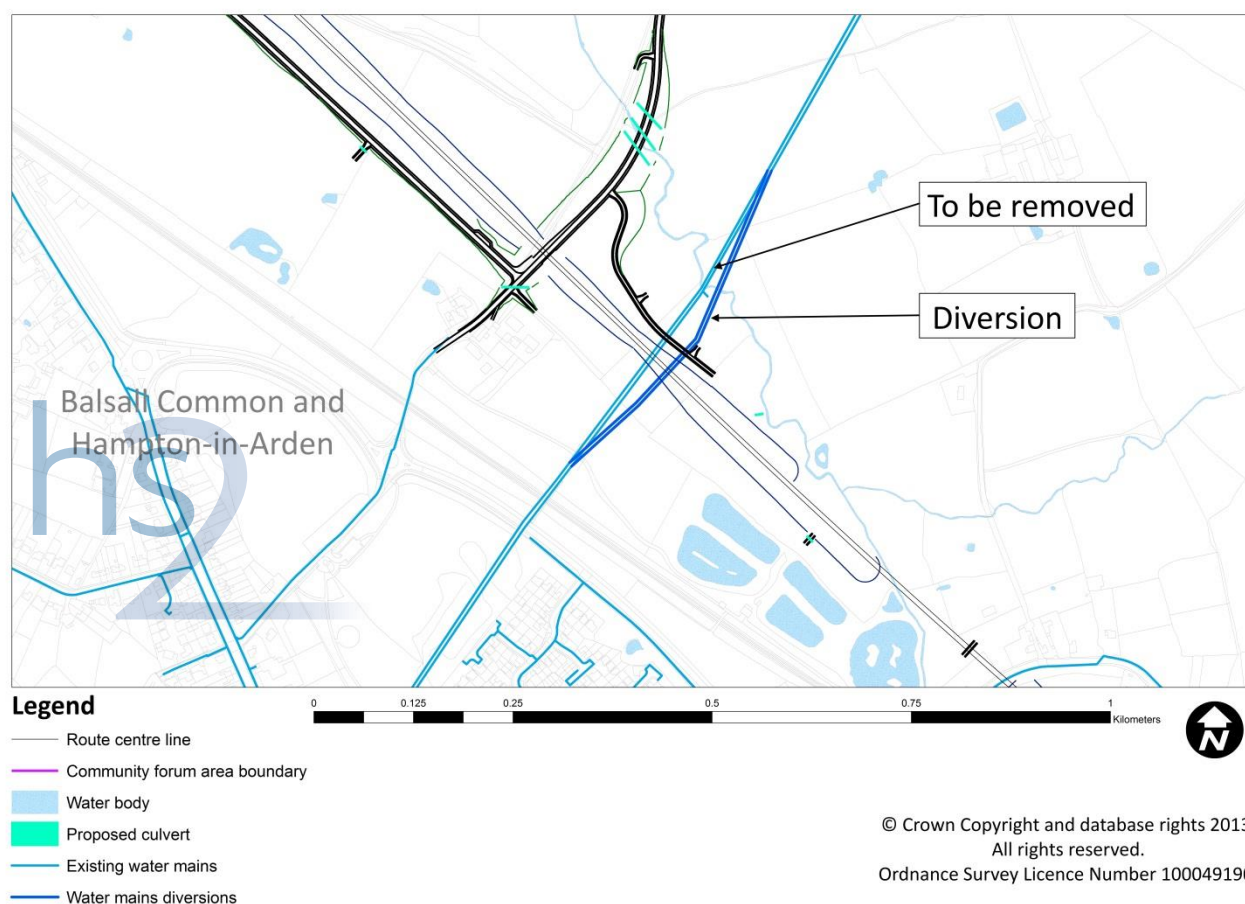 To be removed
Diversion
Balsall Common and
Hampton-in-Arden
hs2
Legend
0 0.125 0.25 0.5 0.75 1
Kilometers
Route centre line
Community forum area boundary
Water body
Proposed culvert
Existing water mains
Water mains diversions
N
© Crown Copyright and database rights 2013
All rights reserved.
Ordnance Survey Licence Number 100049190